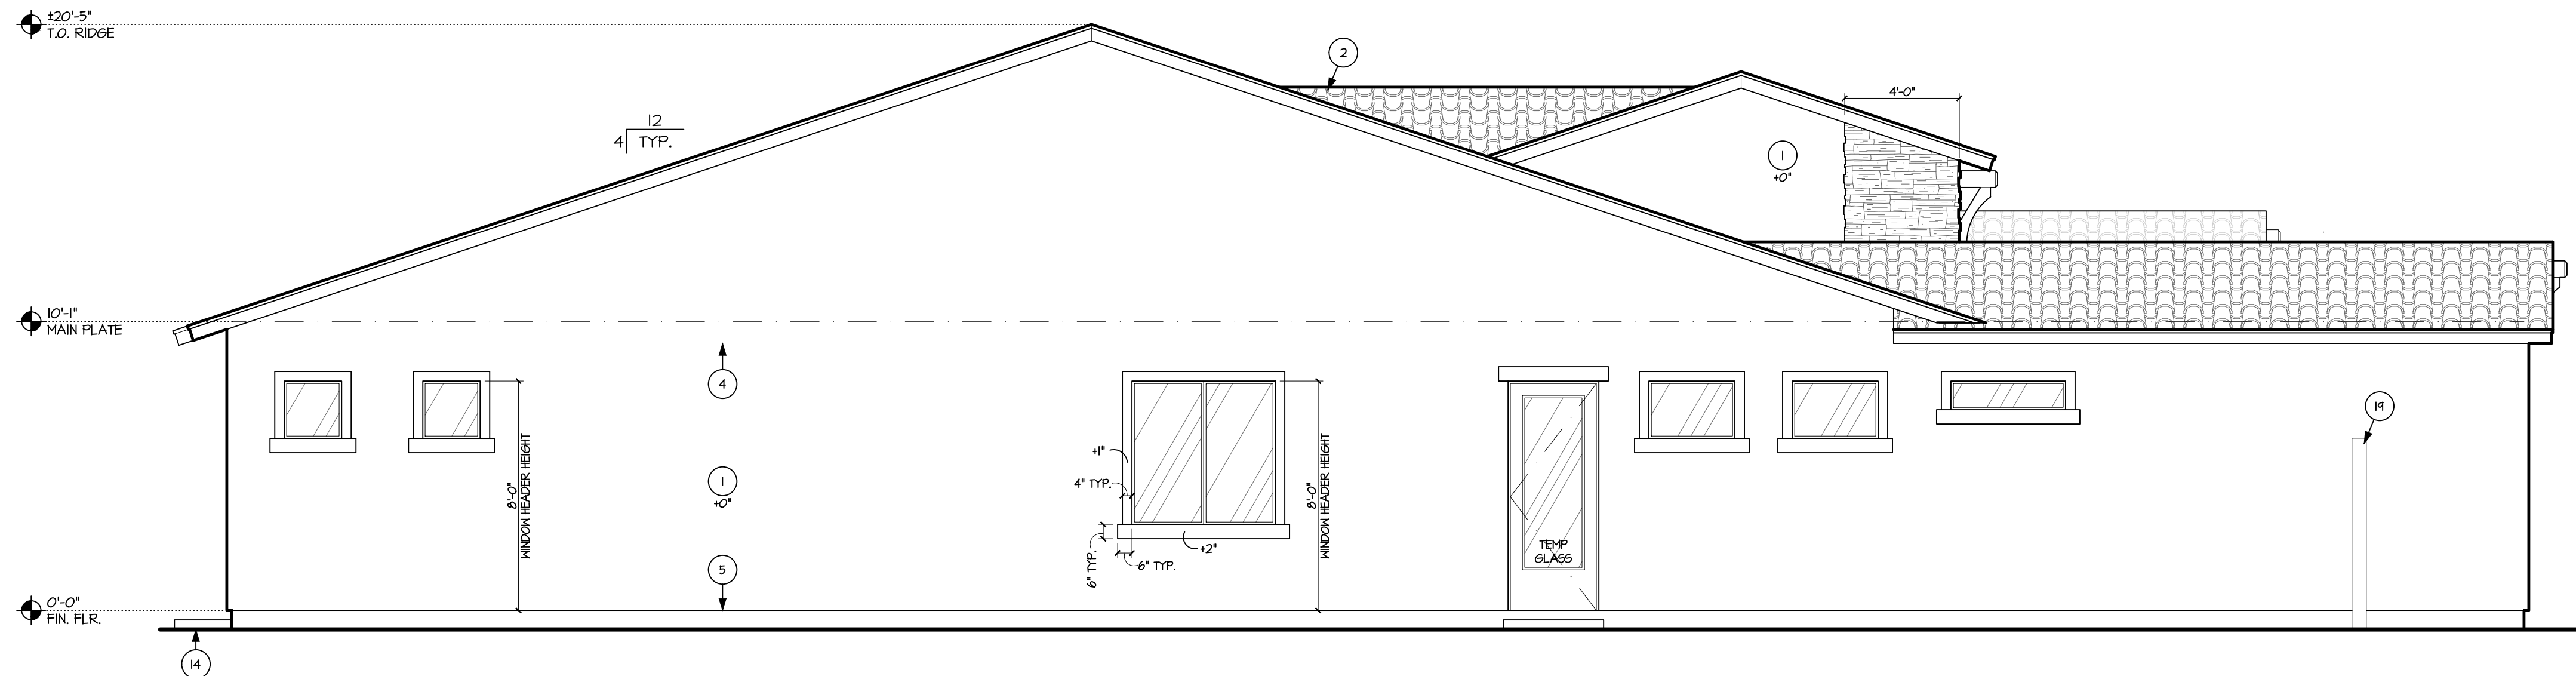 ±20'-5"
T.O. RIDGE
2
4'-0"
12
4 TYP.
1
+0"
10'-1"
MAIN PLATE
4
19
8'-0"
WINDOW HEADER HEIGHT
1
+0"
+1"
4" TYP.
8'-0"
WINDOW HEADER HEIGHT
+2"
6" TYP.
6" TYP.
TEMP
GLASS
5
0'-0"
FIN. FLR.
14